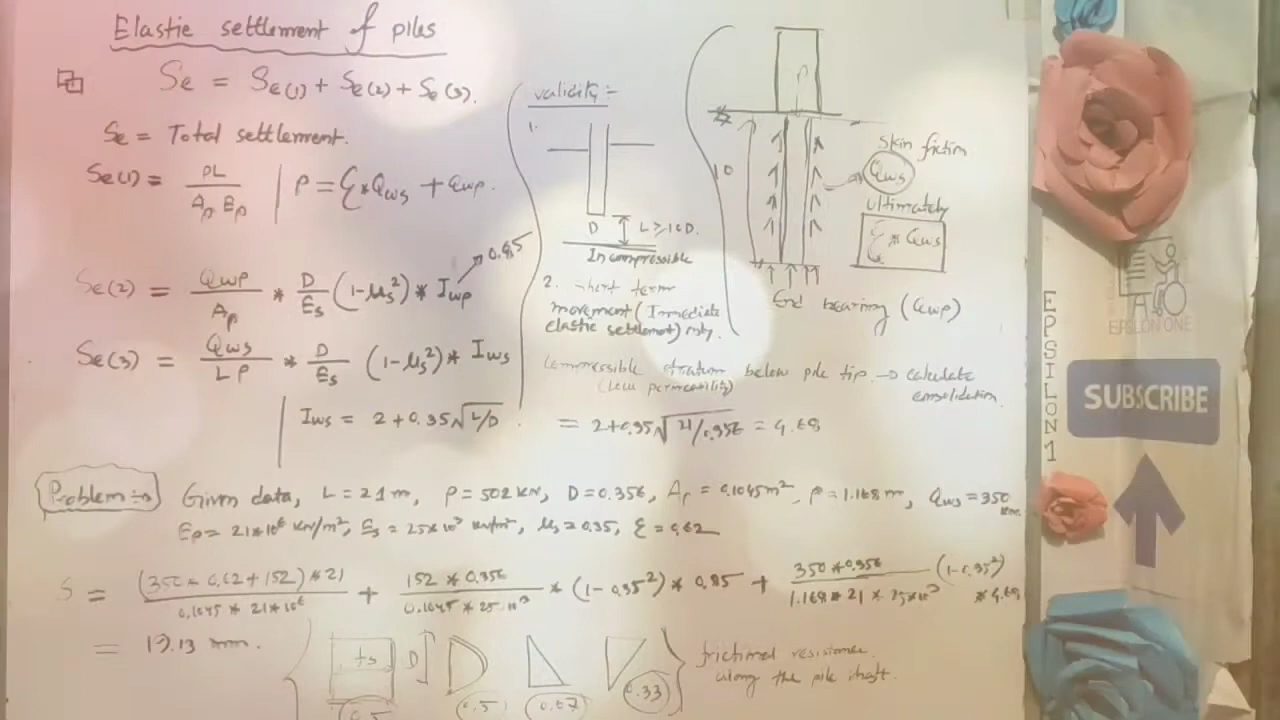 Elastic settlement of piles
Se = Se(1) + Se(2) + Se(3).
Se = Total settlement.
Se(1) = PL / Ap Ep | P = ξ * Qws + Qwp.
Se(2) = Qwp / Ap * D / Es (1-μs²) * Iwp → 0.85
Se(3) = Qws / LP * D / Es (1-μs²) * Iws
Iws = 2 + 0.35 √L/D
validity :-
1.
D L ≥ 10D.
Incompressible
2. short term
movement (Immediate
elastic settlement) only.
Compressible stratum below pile tip → calculate
(low permeability) consolidation
= 2+0.35 √21/0.356 = 4.68
P
Skin friction
Qws
ultimately
ξ * Qws
End bearing (Qwp)
Problem :- Given data, L = 21 m, P = 502 kN, D = 0.356, Ap = 0.1045 m², P = 1.168 m, Qws = 350
Ep = 21*10⁶ kN/m², Es = 25*10³ kN/m², μs = 0.35, ξ = 0.62
S = (350 * 0.62 + 152) * 21 / 0.1045 * 21*10⁶ + 152 * 0.356 / 0.1045 * 25*10³ * (1-0.35²) * 0.85 + 350*0.356 / 1.168 * 21 * 25*10³ (1-0.35²) * 4.68
= 19.13 mm.
fs D
0.5 0.5 0.67 0.33
frictional resistance
along the pile shaft.
EPSILON 1
EPSILON ONE
SUBSCRIBE